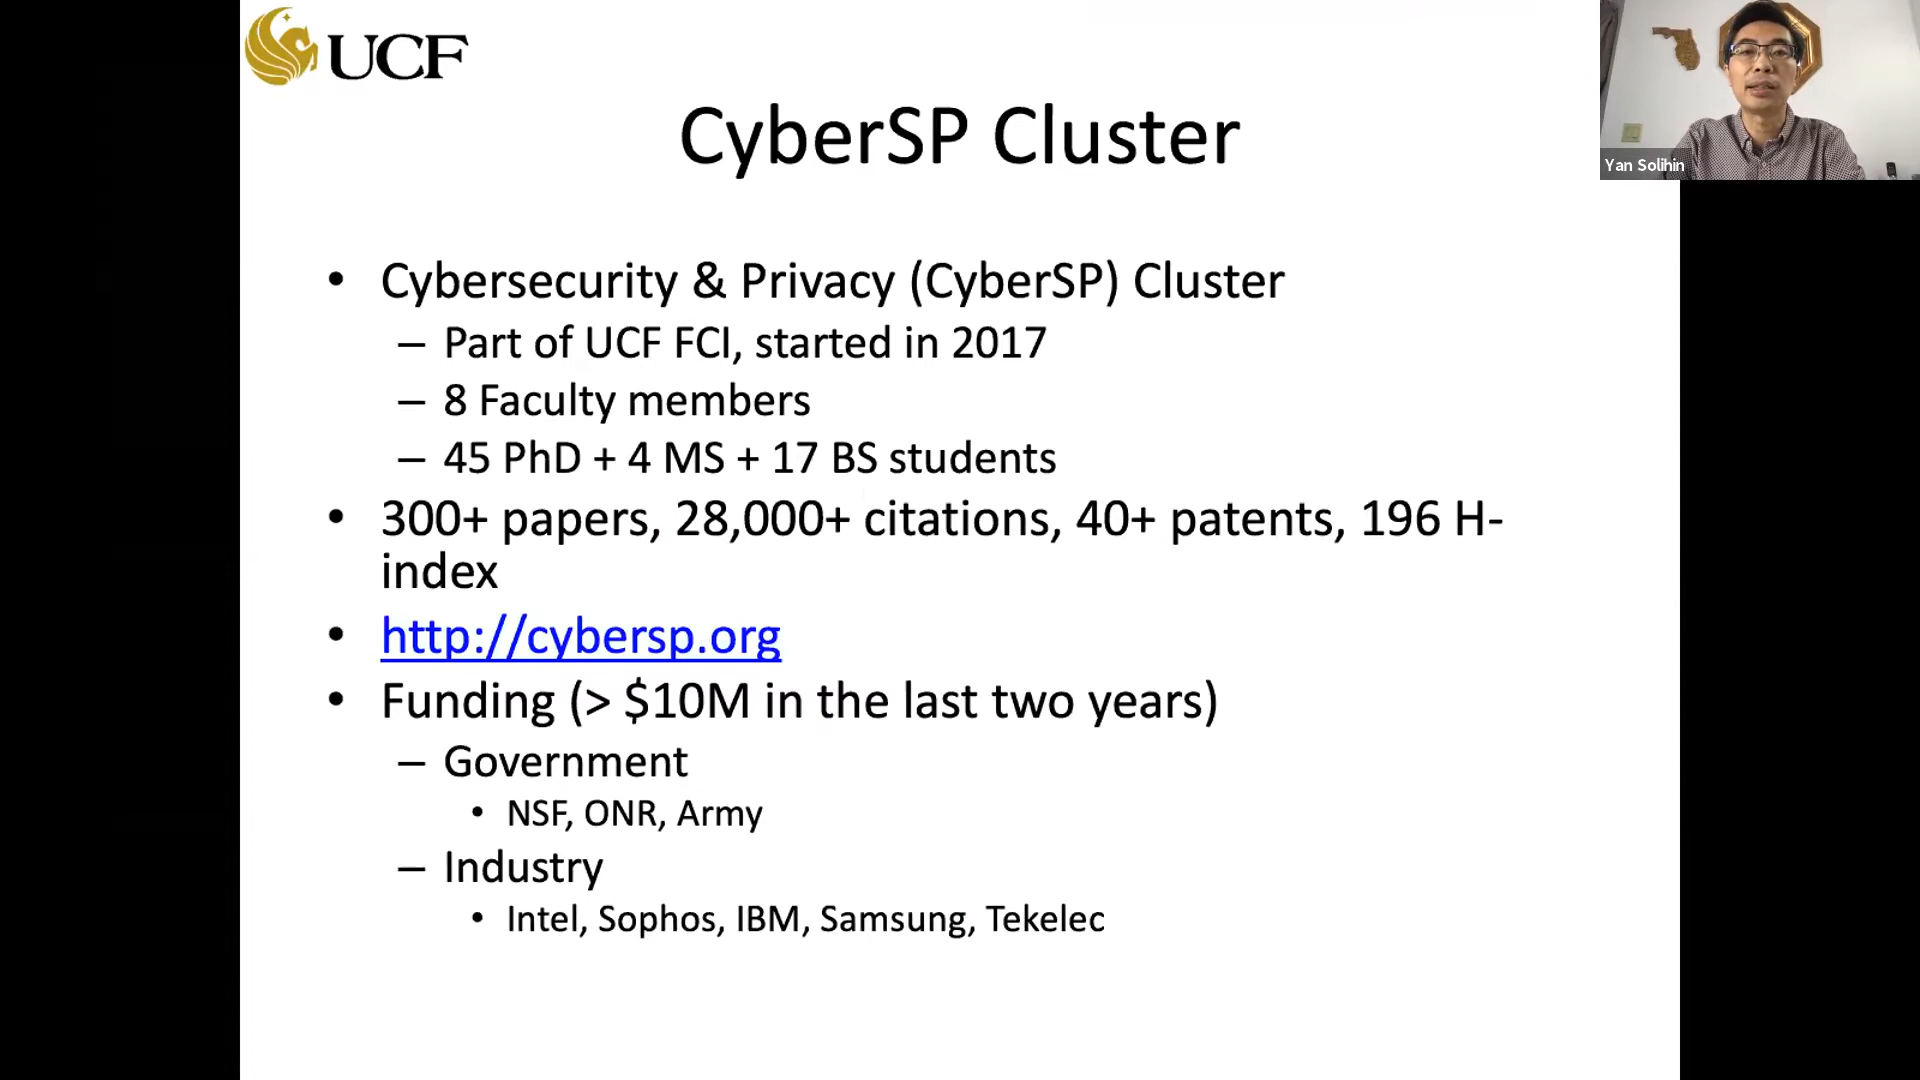 UCF
CyberSP Cluster
Yan Solihin
• Cybersecurity & Privacy (CyberSP) Cluster
– Part of UCF FCI, started in 2017
– 8 Faculty members
– 45 PhD + 4 MS + 17 BS students
• 300+ papers, 28,000+ citations, 40+ patents, 196 H-
index
• http://cybersp.org
• Funding (> $10M in the last two years)
– Government
• NSF, ONR, Army
– Industry
• Intel, Sophos, IBM, Samsung, Tekelec